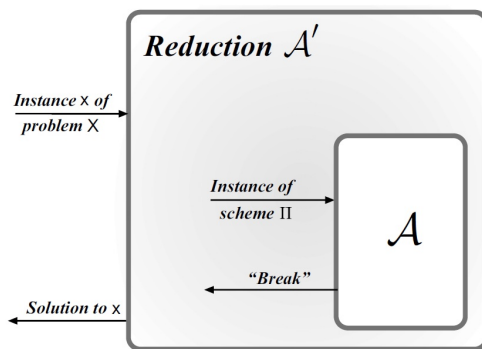 Reduction 𝒜′
Instance x of
problem X
Instance of
scheme Π
𝒜
“Break”
Solution to x